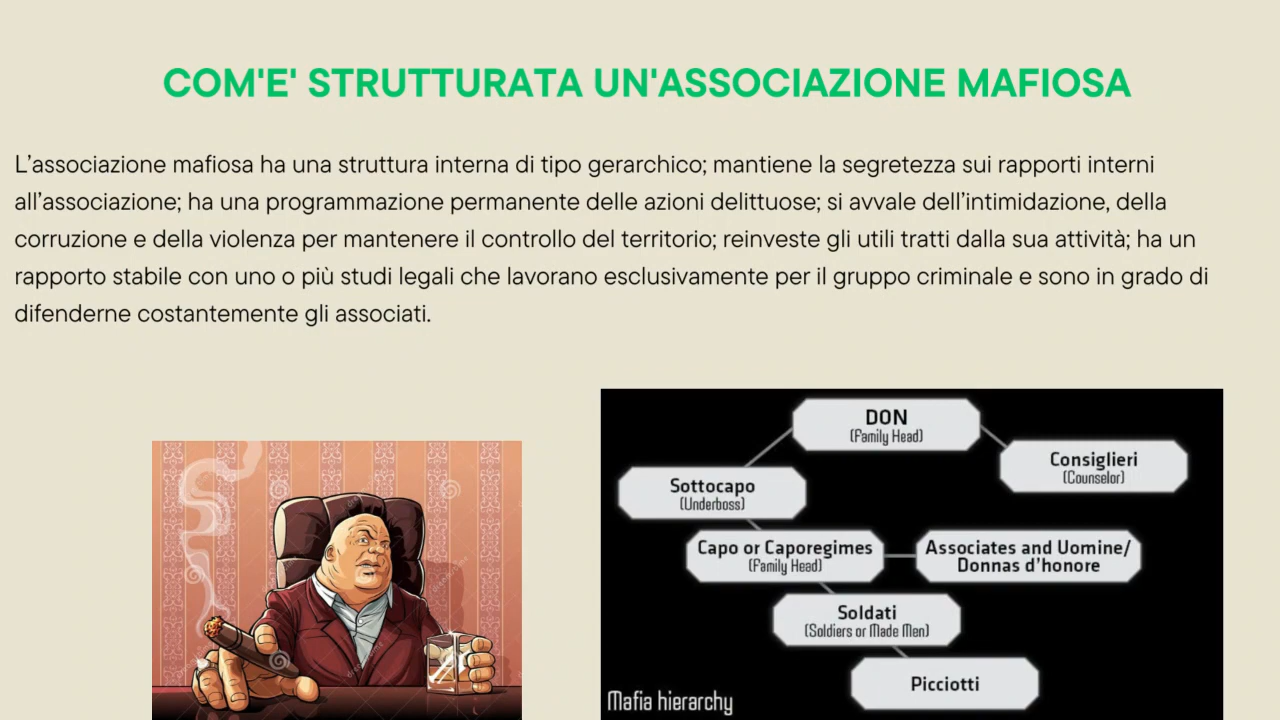 COM'E' STRUTTURATA UN'ASSOCIAZIONE MAFIOSA
L’associazione mafiosa ha una struttura interna di tipo gerarchico; mantiene la segretezza sui rapporti interni
all’associazione; ha una programmazione permanente delle azioni delittuose; si avvale dell’intimidazione, della
corruzione e della violenza per mantenere il controllo del territorio; reinveste gli utili tratti dalla sua attività; ha un
rapporto stabile con uno o più studi legali che lavorano esclusivamente per il gruppo criminale e sono in grado di
difenderne costantemente gli associati.
DON
(Family Head)
Consiglieri
(Counselor)
Sottocapo
(Underboss)
Capo or Caporegimes
(Family Head)
Associates and Uomine/
Donnas d’honore
Soldati
(Soldiers or Made Men)
Picciotti
Mafia hierarchy